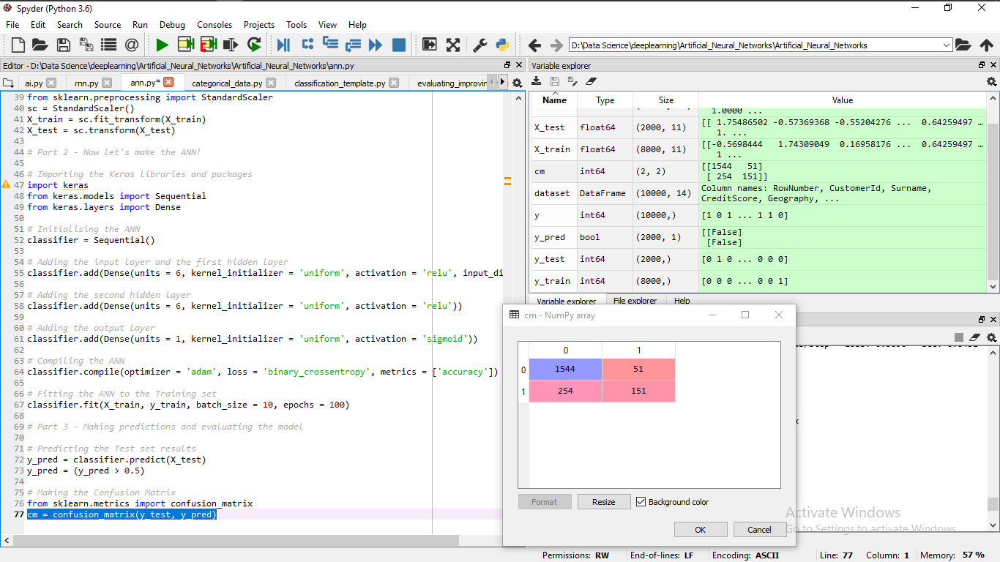 Spyder (Python 3.6)
File Edit Search Source Run Debug Consoles Projects Tools View Help
D:\Data Science\deeplearning\Artificial_Neural_Networks\Artificial_Neural_Networks
Editor - D:\Data Science\deeplearning\Artificial_Neural_Networks\Artificial_Neural_Networks\ann.py
ai.py rnn.py ann.py* categorical_data.py classification_template.py evaluating_improvin
39 from sklearn.preprocessing import StandardScaler
40 sc = StandardScaler()
41 X_train = sc.fit_transform(X_train)
42 X_test = sc.transform(X_test)
43
44 # Part 2 - Now let's make the ANN!
45
46 # Importing the Keras libraries and packages
47 import keras
48 from keras.models import Sequential
49 from keras.layers import Dense
50
51 # Initialising the ANN
52 classifier = Sequential()
53
54 # Adding the input layer and the first hidden layer
55 classifier.add(Dense(units = 6, kernel_initializer = 'uniform', activation = 'relu', input_di
56
57 # Adding the second hidden layer
58 classifier.add(Dense(units = 6, kernel_initializer = 'uniform', activation = 'relu'))
59
60 # Adding the output layer
61 classifier.add(Dense(units = 1, kernel_initializer = 'uniform', activation = 'sigmoid'))
62
63 # Compiling the ANN
64 classifier.compile(optimizer = 'adam', loss = 'binary_crossentropy', metrics = ['accuracy'])
65
66 # Fitting the ANN to the Training set
67 classifier.fit(X_train, y_train, batch_size = 10, epochs = 100)
68
69 # Part 3 - Making predictions and evaluating the model
70
71 # Predicting the Test set results
72 y_pred = classifier.predict(X_test)
73 y_pred = (y_pred > 0.5)
74
75 # Making the Confusion Matrix
76 from sklearn.metrics import confusion_matrix
77 cm = confusion_matrix(y_test, y_pred)
Variable explorer
Name Type Size Value
1.0000 ...
X_test float64 (2000, 11) [[ 1.75486502 -0.57369368 -0.55204276 ... 0.64259497 …
1. ...
X_train float64 (8000, 11) [[-0.5698444 1.74309049 0.16958176 ... 0.64259497 …
1 ...
cm int64 (2, 2) [[1544 51]
[ 254 151]]
dataset DataFrame (10000, 14) Column names: RowNumber, CustomerId, Surname,
CreditScore, Geography, ...
y int64 (10000,) [1 0 1 ... 1 1 0]
y_pred bool (2000, 1) [[False]
[False]
y_test int64 (2000,) [0 1 0 ... 0 0 0]
y_train int64 (8000,) [0 0 0 ... 0 0 1]
Variable explorer File explorer Help
cm - NumPy array
0 1
0 1544 51
1 254 151
Format Resize Background color
OK Cancel
Activate Windows
Go to Settings to activate Windows.
Permissions: RW End-of-lines: LF Encoding: ASCII Line: 77 Column: 1 Memory: 57 %